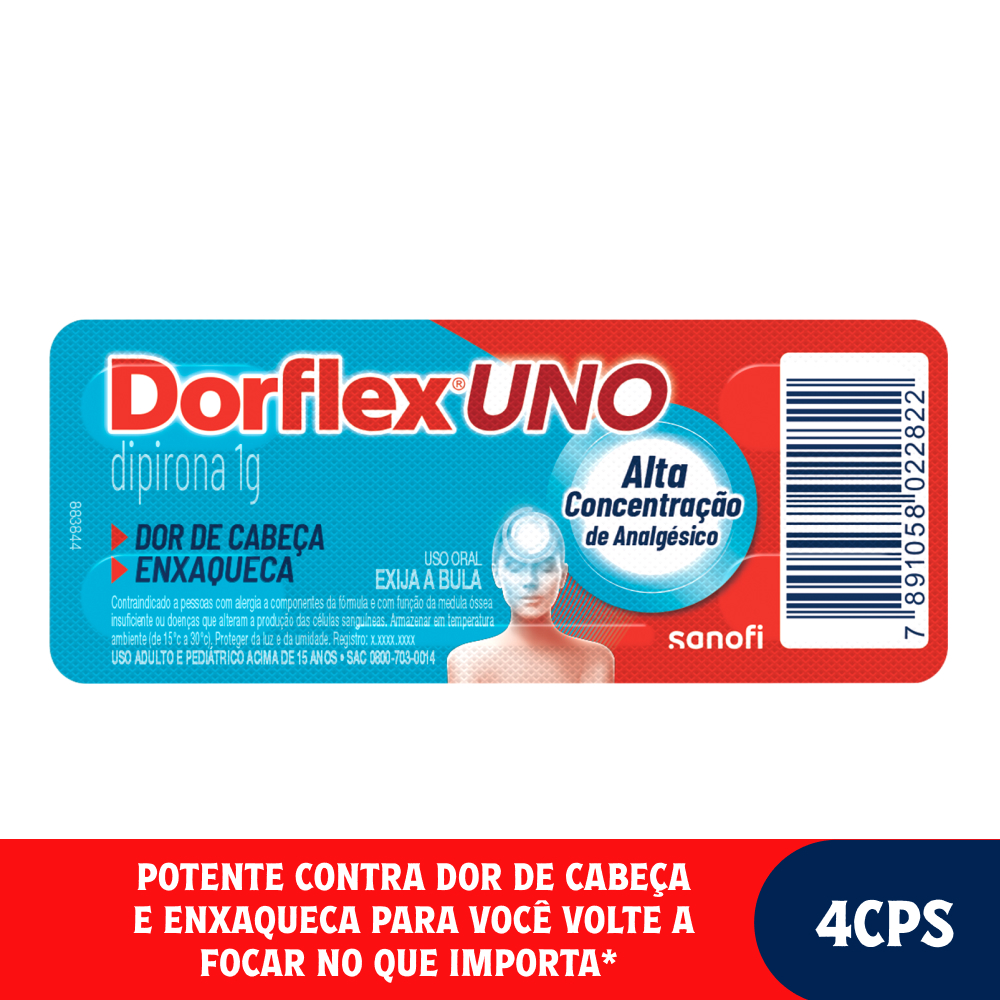 Dorflex® UNO
dipirona 1g
Alta
Concentração
de Analgésico
DOR DE CABEÇA
ENXAQUECA
USO ORAL
EXIJA A BULA
Contraindicado a pessoas com alergia a componentes da fórmula e com função da medula óssea
insuficiente ou doenças que alteram a produção das células sanguíneas. Armazenar em temperatura
ambiente (de 15°c a 30°c). Proteger da luz e da umidade. Registro: x.xxxx.xxxx
USO ADULTO E PEDIÁTRICO ACIMA DE 15 ANOS • SAC 0800-703-0014
883844
sanofi
7 891058 022822
POTENTE CONTRA DOR DE CABEÇA
E ENXAQUECA PARA VOCÊ VOLTE A
FOCAR NO QUE IMPORTA*
4CPS